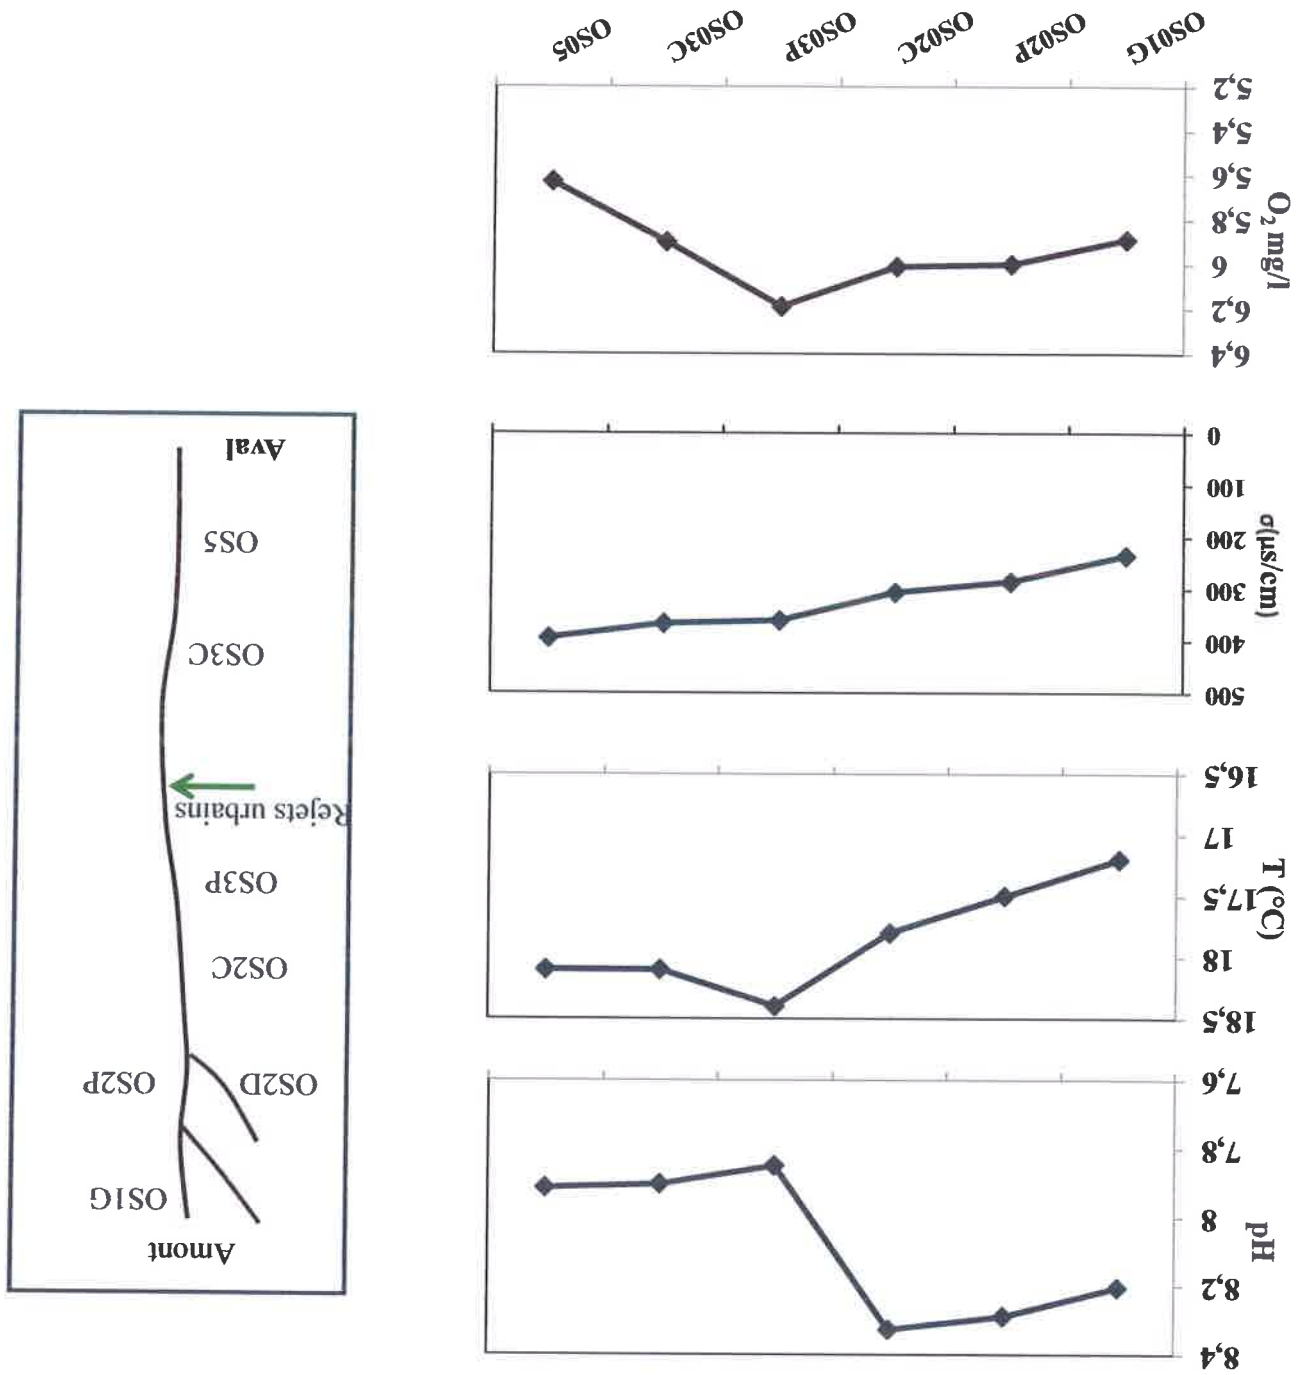 pH
8,4
8,2
8
7,8
7,6
T (°C)
18,5
18
17,5
17
16,5
σ(µs/cm)
500
400
300
200
100
0
O₂ mg/l
6,4
6,2
6
5,8
5,6
5,4
5,2
OS01G
OS02P
OS02C
OS03P
OS03C
OS05
Amont
OS1G
OS2D
OS2P
OS2C
OS3P
Rejets urbains
OS3C
OS5
Aval